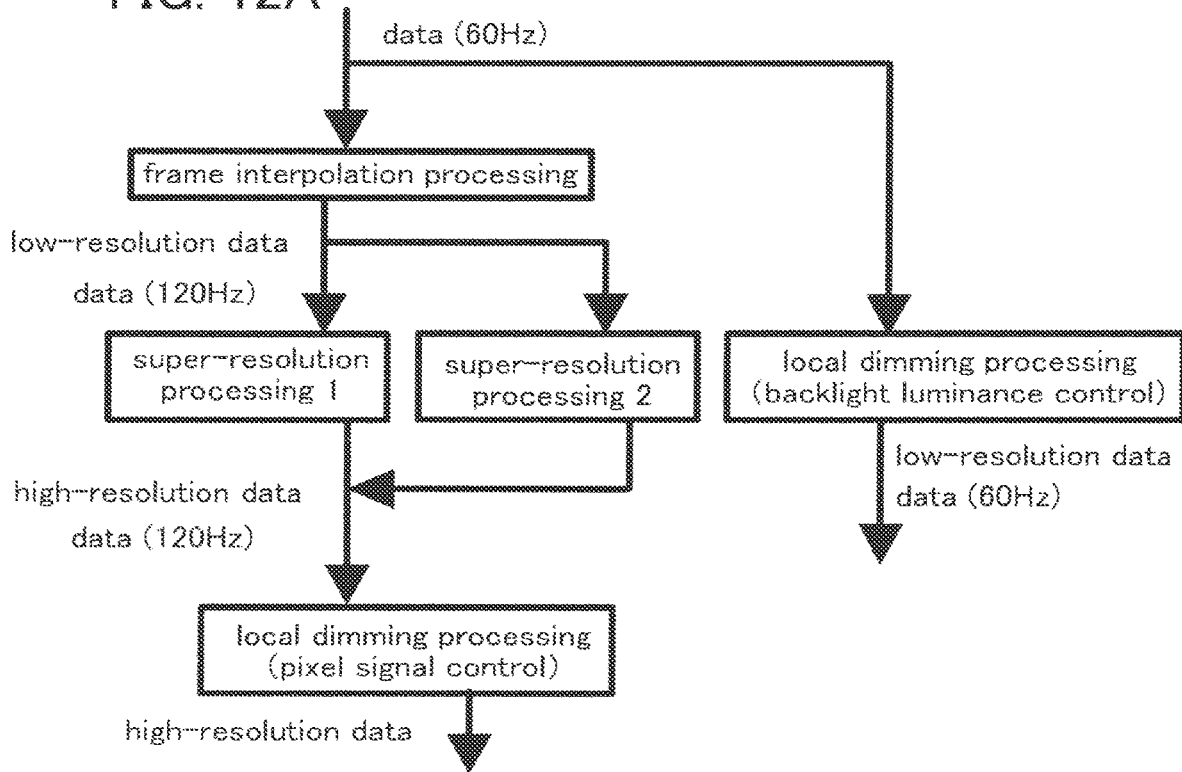 FIG. 12A
data (60Hz)
frame interpolation processing
low-resolution data
data (120Hz)
super-resolution
processing 1
super-resolution
processing 2
local dimming processing
(backlight luminance control)
low-resolution data
data (60Hz)
high-resolution data
data (120Hz)
local dimming processing
(pixel signal control)
high-resolution data